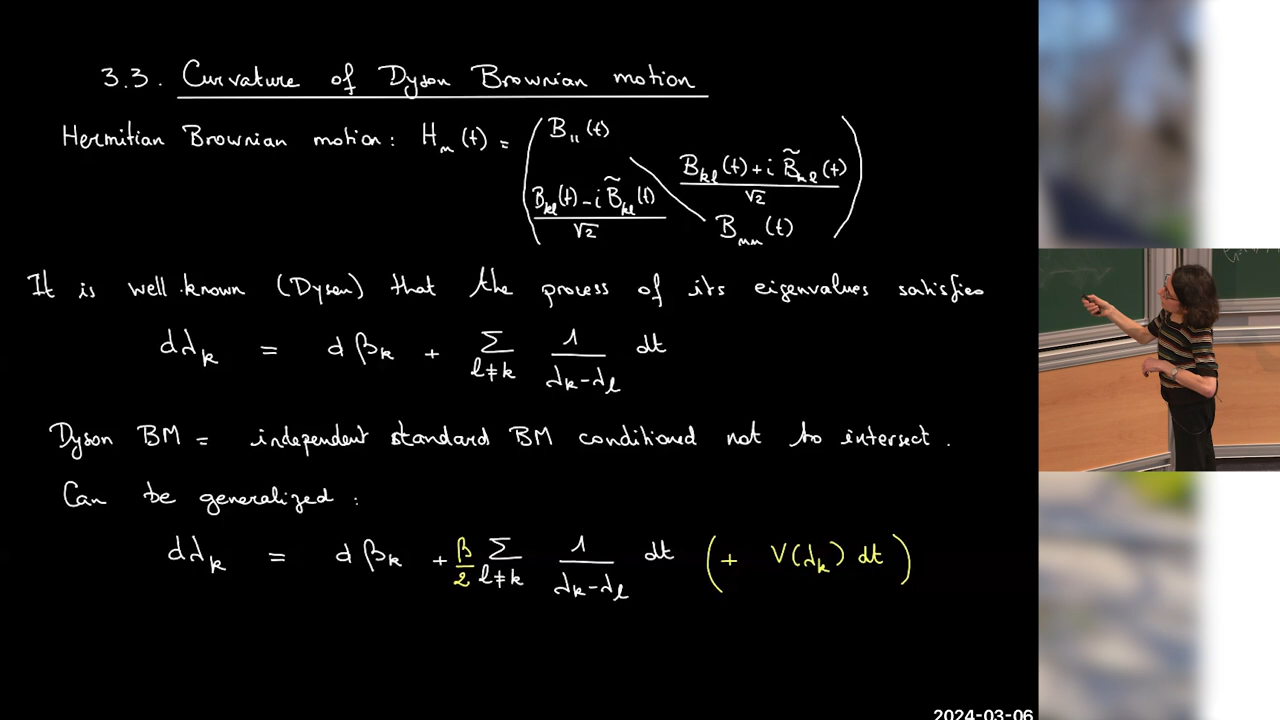 3.3. Curvature of Dyson Brownian motion
Hermitian Brownian motion: Hₙ(t) = ( B₁₁(t)
(B_kl(t) + i B̃_kl(t))/√2
(B_kl(t) - i B̃_kl(t))/√2
Bₙₙ(t) )
It is well-known (Dyson) that the process of its eigenvalues satisfies
dλ_k = dβ_k + Σ_{l≠k} 1/(λ_k - λ_l) dt
Dyson BM = independent standard BM conditioned not to intersect.
Can be generalized:
dλ_k = dβ_k + β/2 Σ_{l≠k} 1/(λ_k - λ_l) dt (+ V(λ_k) dt)
2024-03-06